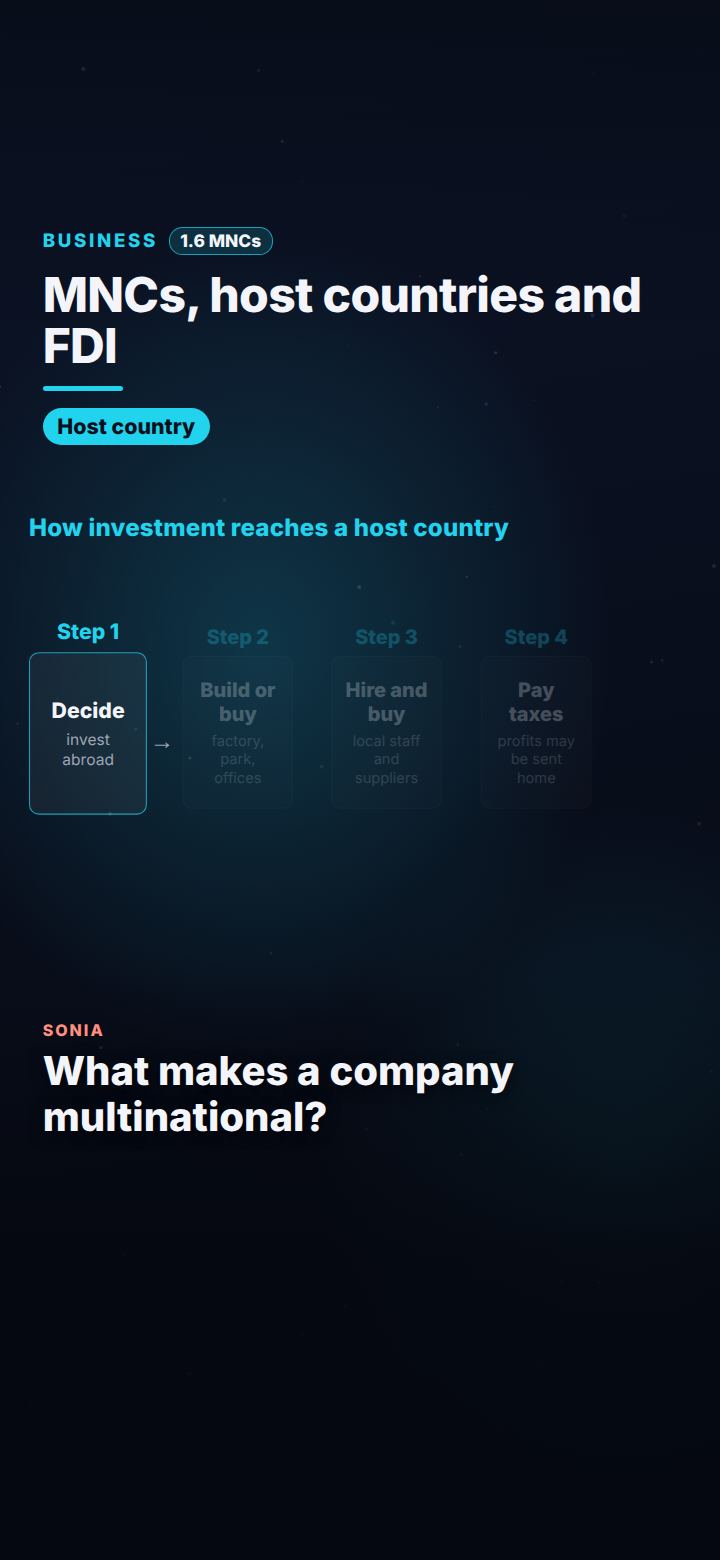 BUSINESS 1.6 MNCs
MNCs, host countries and
FDI
Host country
How investment reaches a host country
Step 1
Decide
invest
abroad
→
Step 2
Build or
buy
factory,
park,
offices
Step 3
Hire and
buy
local staff
and
suppliers
Step 4
Pay
taxes
profits may
be sent
home
SONIA
What makes a company
multinational?